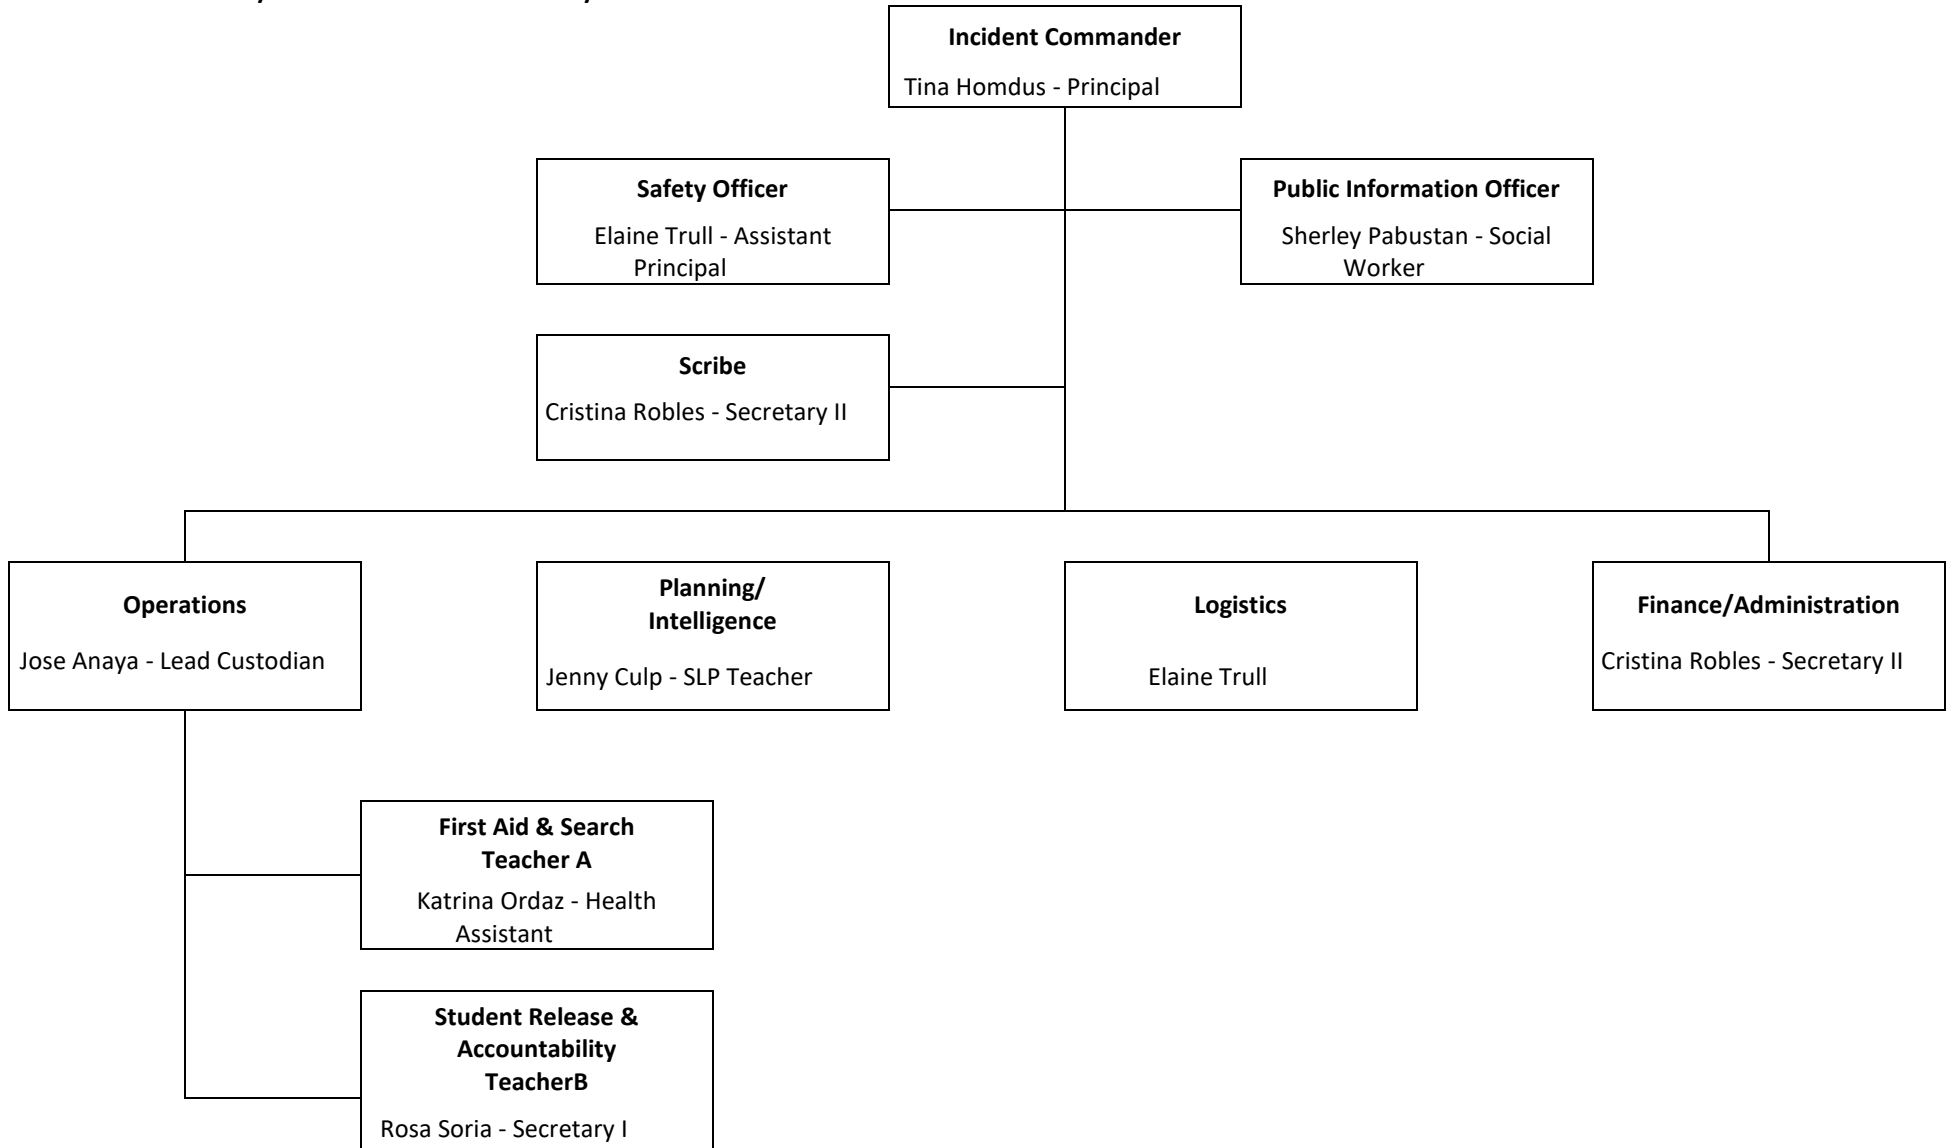 Incident Commander
Tina Homdus - Principal
Safety Officer
Elaine Trull - Assistant
Principal
Public Information Officer
Sherley Pabustan - Social
Worker
Scribe
Cristina Robles - Secretary II
Operations
Jose Anaya - Lead Custodian
Planning/
Intelligence
Jenny Culp - SLP Teacher
Logistics
Elaine Trull
Finance/Administration
Cristina Robles - Secretary II
First Aid & Search
Teacher A
Katrina Ordaz - Health
Assistant
Student Release &
Accountability
TeacherB
Rosa Soria - Secretary I